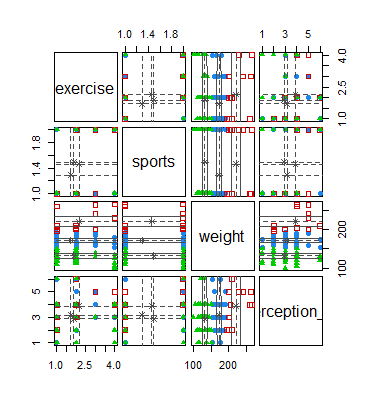 1.0 1.4 1.8 1 3 5
exercise
1.0 2.5 4.0
1.0 1.4 1.8
sports
weight
100 200
1 3 5
rception_
1.0 2.5 4.0 100 200